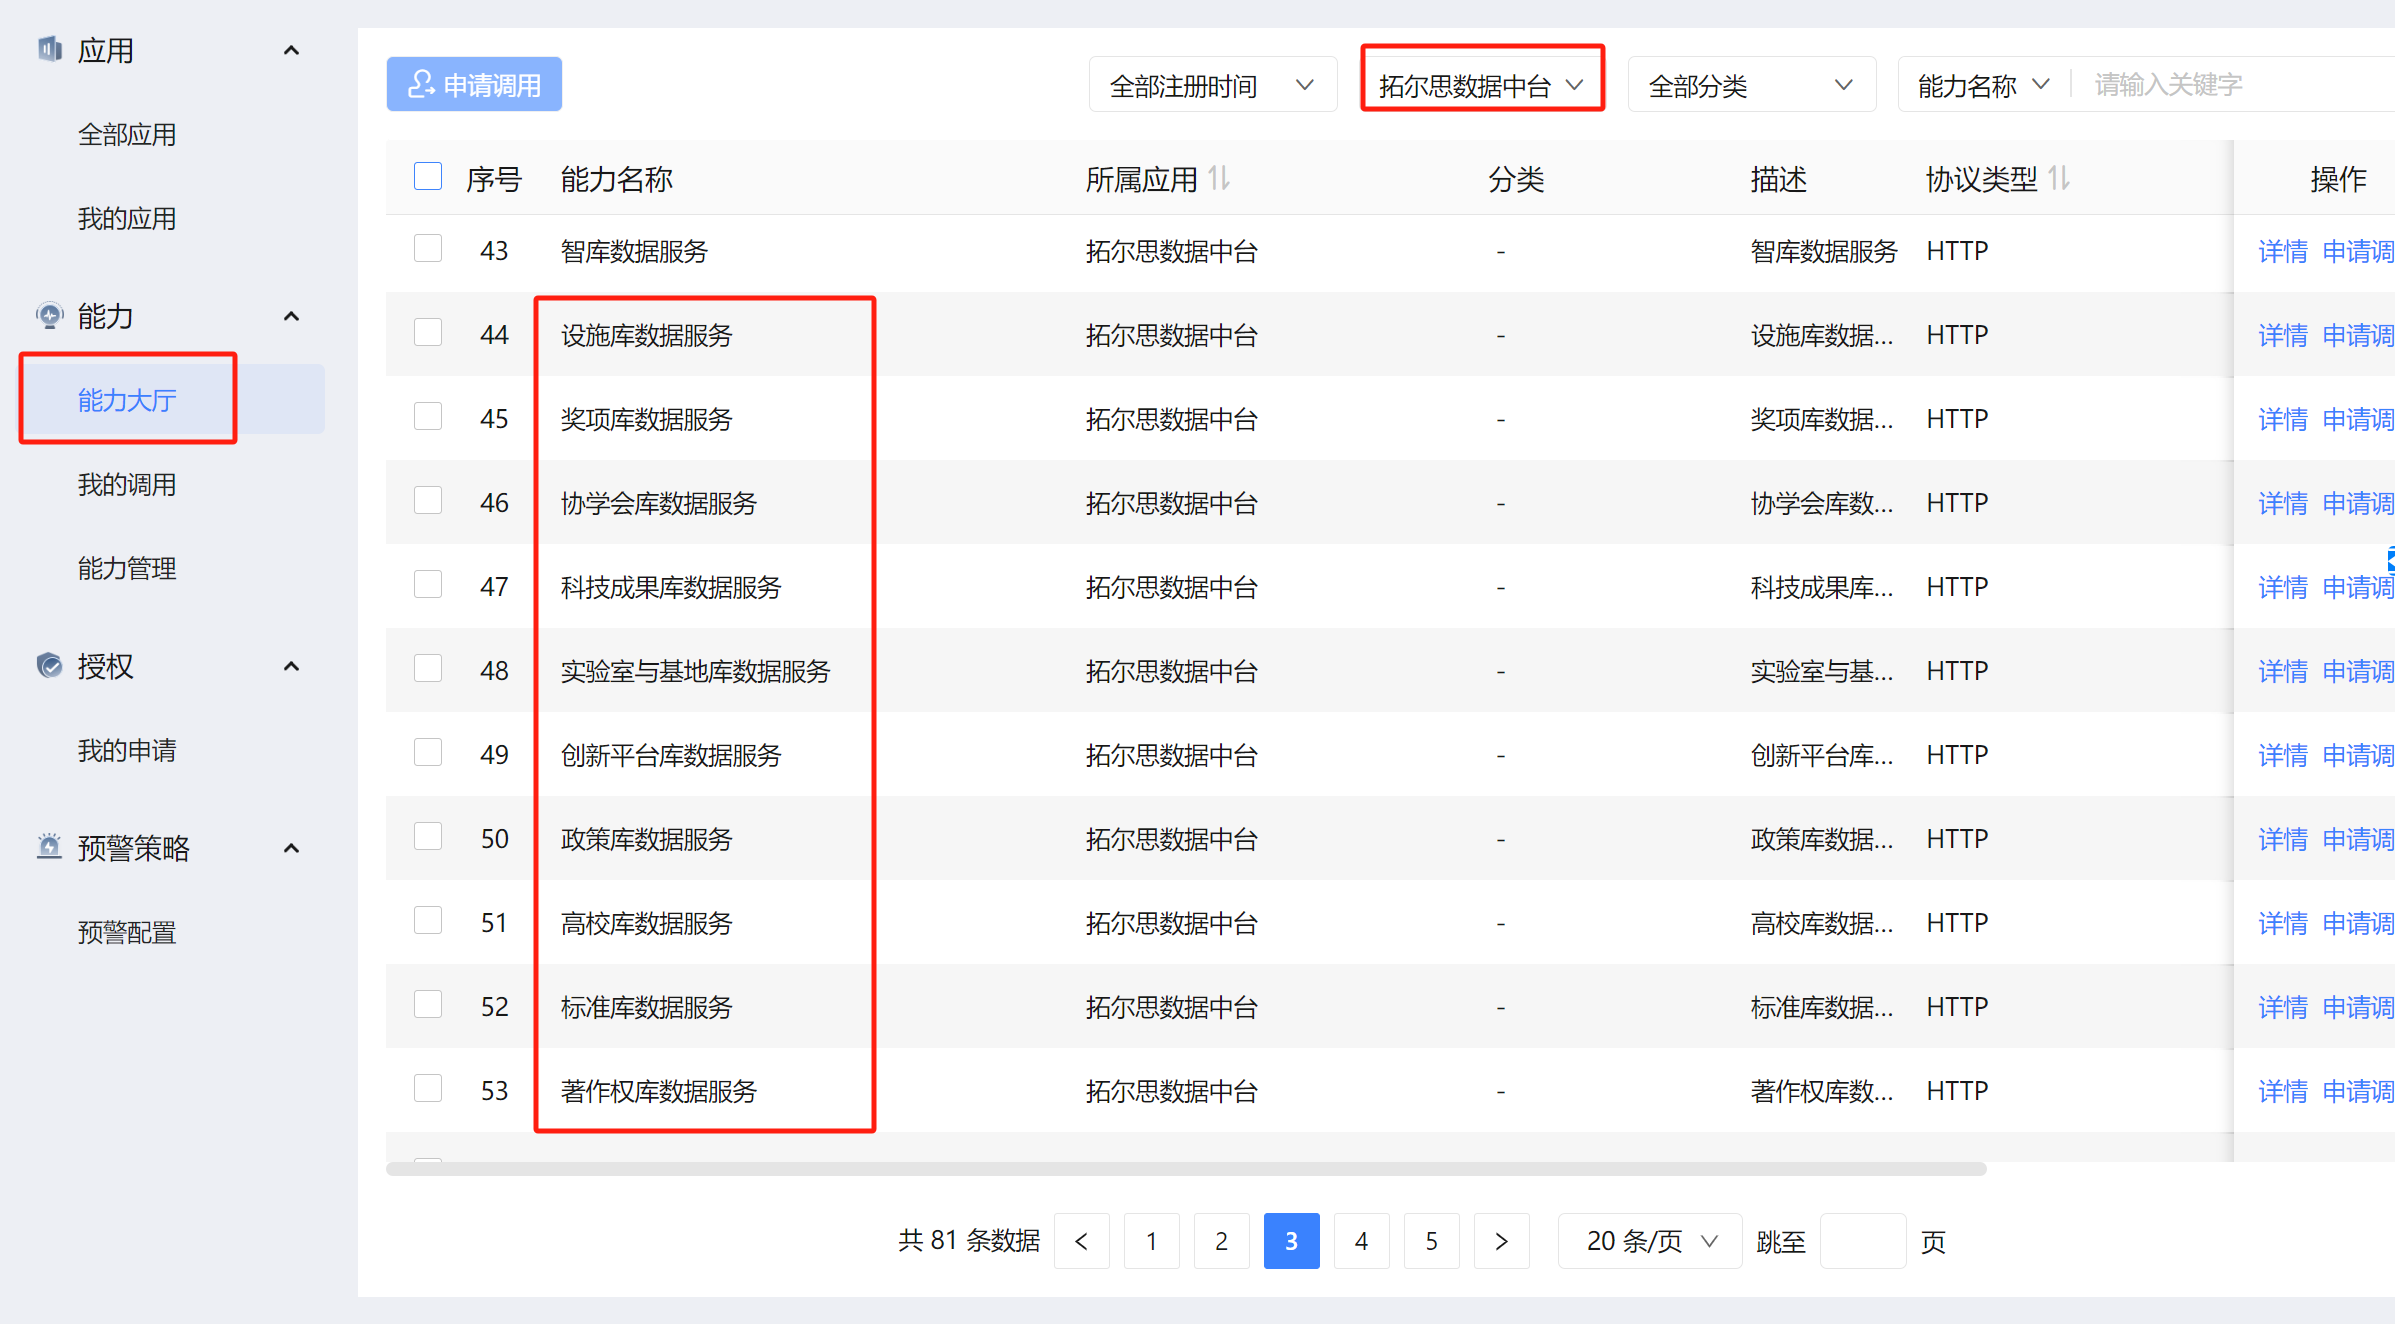 应用
全部应用
我的应用
能力
能力大厅
我的调用
能力管理
授权
我的申请
预警策略
预警配置
申请调用 全部注册时间 拓尔思数据中台 全部分类 能力名称 请输入关键字
序号 能力名称 所属应用 分类 描述 协议类型 操作
43 智库数据服务 拓尔思数据中台 - 智库数据服务 HTTP 详情 申请调
44 设施库数据服务 拓尔思数据中台 - 设施库数据... HTTP 详情 申请调
45 奖项库数据服务 拓尔思数据中台 - 奖项库数据... HTTP 详情 申请调
46 协学会库数据服务 拓尔思数据中台 - 协学会库数... HTTP 详情 申请调
47 科技成果库数据服务 拓尔思数据中台 - 科技成果库... HTTP 详情 申请调
48 实验室与基地库数据服务 拓尔思数据中台 - 实验室与基... HTTP 详情 申请调
49 创新平台库数据服务 拓尔思数据中台 - 创新平台库... HTTP 详情 申请调
50 政策库数据服务 拓尔思数据中台 - 政策库数据... HTTP 详情 申请调
51 高校库数据服务 拓尔思数据中台 - 高校库数据... HTTP 详情 申请调
52 标准库数据服务 拓尔思数据中台 - 标准库数据... HTTP 详情 申请调
53 著作权库数据服务 拓尔思数据中台 - 著作权库数... HTTP 详情 申请调
共 81 条数据 < 1 2 3 4 5 > 20 条/页 跳至 页